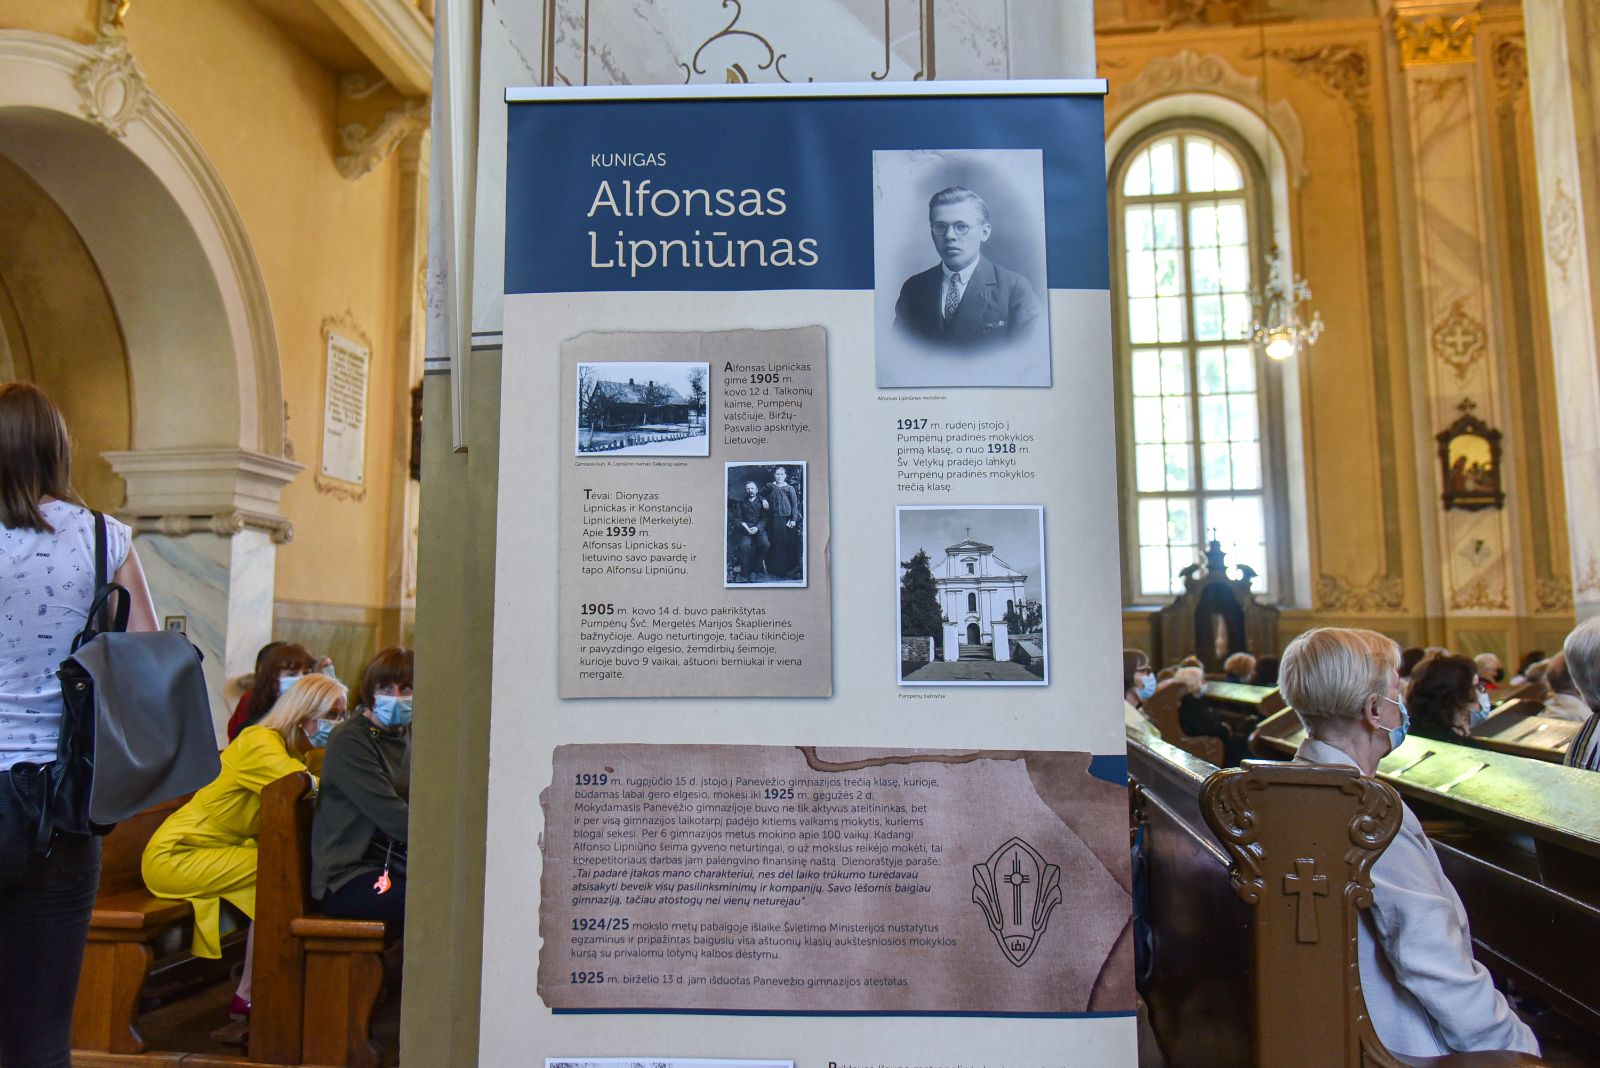 KUNIGAS
Alfonsas
Lipniūnas
Alfonsas Lipniūnas moksleivis
Alfonsas Lipnickas
gimė 1905 m.
kovo 12 d. Talkonių
kaime, Pumpėnų
valsčiuje, Biržų-
Pasvalio apskrityje,
Lietuvoje.
Gimtasis kun. A. Lipniūno namas Talkonių kaime
Tėvai: Dionyzas
Lipnickas ir Konstancija
Lipnickienė (Merkelytė).
Apie 1939 m.
Alfonsas Lipnickas su-
lietuvino savo pavardę ir
tapo Alfonsu Lipniūnu.
1905 m. kovo 14 d. buvo pakrikštytas
Pumpėnų Švč. Mergelės Marijos Škaplierinės
bažnyčioje. Augo neturtingoje, tačiau tikinčioje
ir pavyzdingo elgesio, žemdirbių šeimoje,
kurioje buvo 9 vaikai, aštuoni berniukai ir viena
mergaitė.
1917 m. rudenį įstojo į
Pumpėnų pradinės mokyklos
pirmą klasę, o nuo 1918 m.
Šv. Velykų pradėjo lankyti
Pumpėnų pradinės mokyklos
trečią klasę.
Pumpėnų bažnyčia
1919 m. rugpjūčio 15 d. įstojo į Panevėžio gimnazijos trečią klasę, kurioje,
būdamas labai gero elgesio, mokėsi iki 1925 m. gegužės 2 d.
Mokydamasis Panevėžio gimnazijoje buvo ne tik aktyvus ateitininkas, bet
ir per visą gimnazijos laikotarpį padėjo kitiems vaikams mokytis, kuriems
blogai sekėsi. Per 6 gimnazijos metus mokino apie 100 vaikų. Kadangi
Alfonso Lipniūno šeima gyveno neturtingai, o už mokslus reikėjo mokėti, tai
korepetitoriaus darbas jam palengvino finansinę naštą. Dienoraštyje parašė:
„Tai padarė įtakos mano charakteriui, nes dėl laiko trūkumo turėdavau
atsisakyti beveik visų pasilinksminimų ir kompanijų. Savo lėšomis baigiau
gimnaziją, tačiau atostogų nei vienų neturėjau“.
1924/25 mokslo metų pabaigoje išlaikė Švietimo Ministerijos nustatytus
egzaminus ir pripažintas baigusiu visa aštuonių klasių aukštesniosios mokyklos
kursą su privalomu lotynų kalbos dėstymu.
1925 m. birželio 13 d. jam išduotas Panevėžio gimnazijos atestatas.